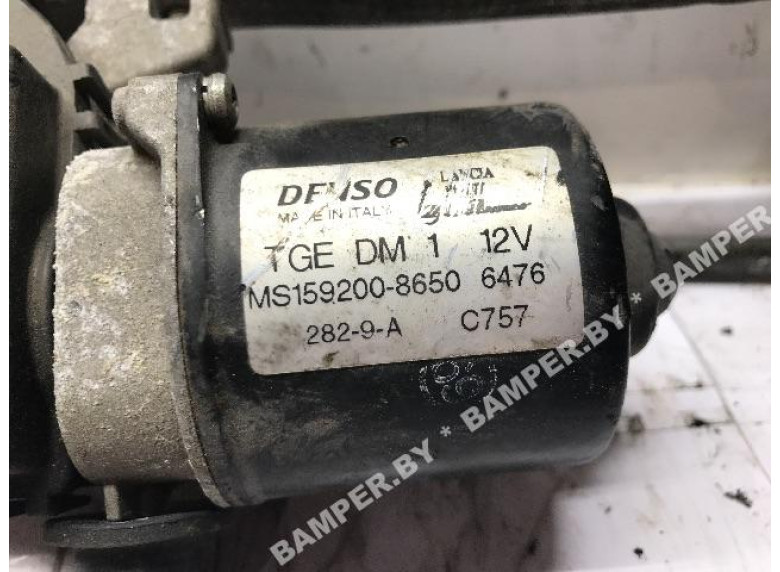 DENSO
MADE IN ITALY
LANCIA
TGE DM 1 12V
MS159200-8650 6476
282-9-A C757
BAMPER.BY * BAMPER.BY * BAMPER.BY